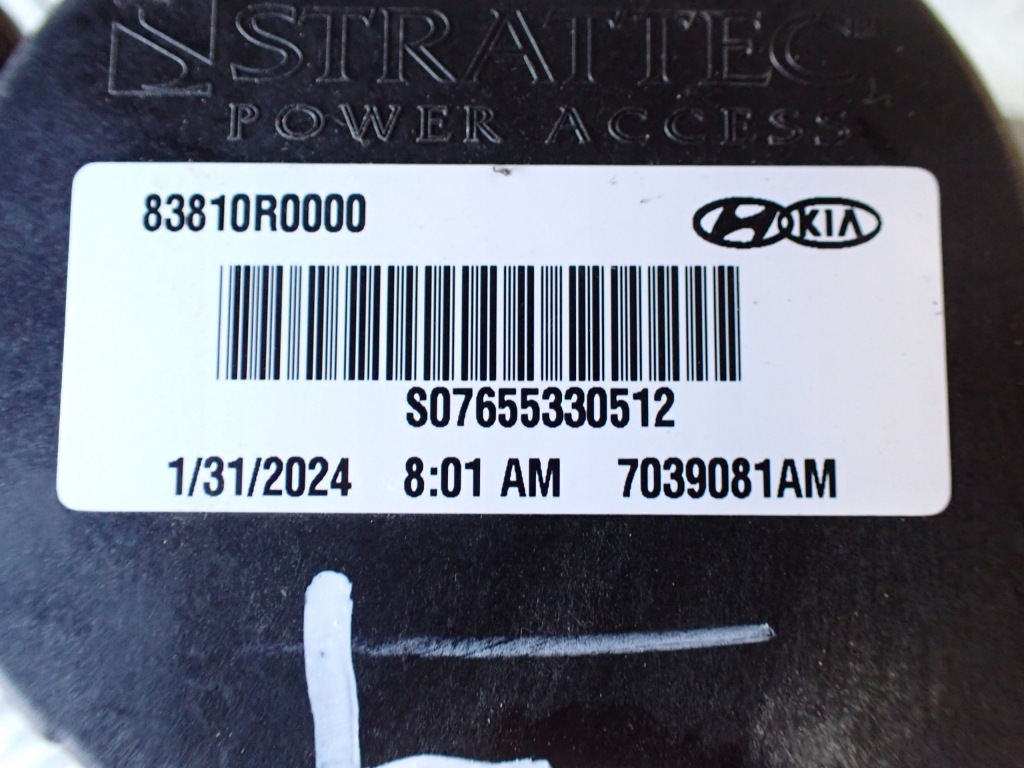 STRATTEC
POWER ACCESS
83810R0000
KIA
S07655330512
1/31/2024 8:01 AM 7039081AM